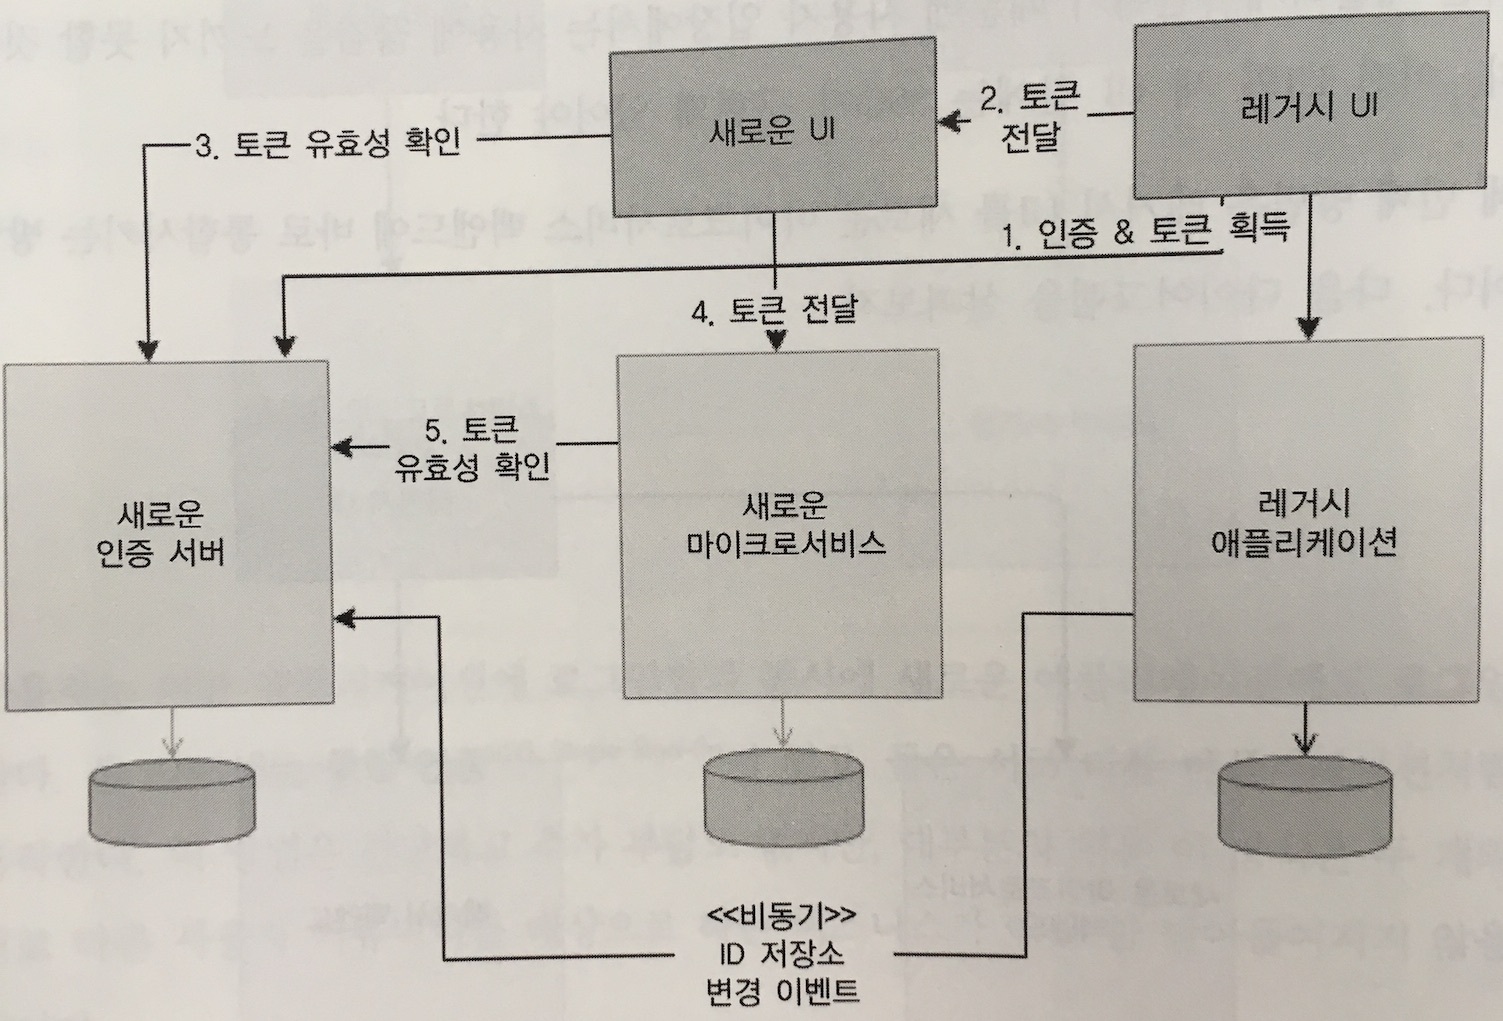 새로운 UI
레거시 UI
2. 토큰
전달
3. 토큰 유효성 확인
1. 인증 & 토큰 획득
4. 토큰 전달
5. 토큰
유효성 확인
새로운
인증 서버
새로운
마이크로서비스
레거시
애플리케이션
<<비동기>>
ID 저장소
변경 이벤트